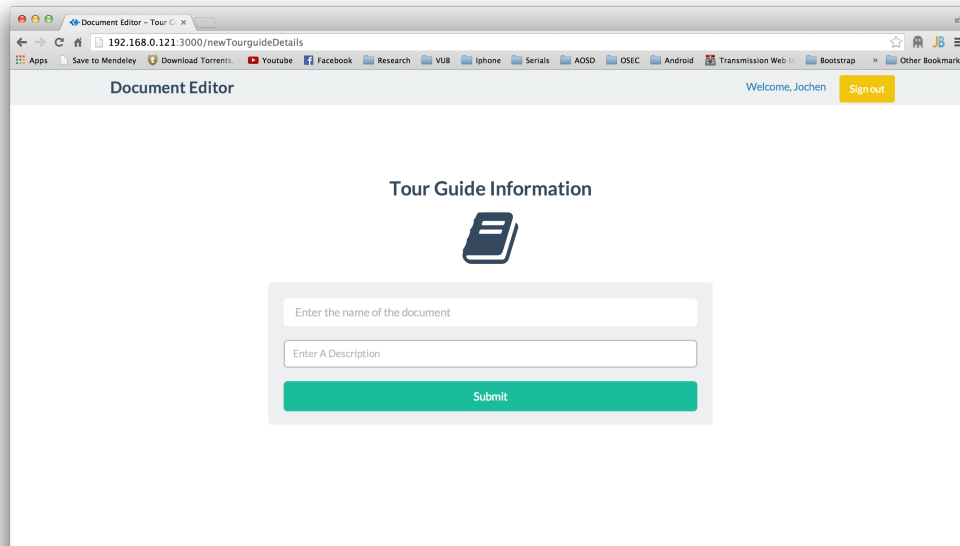 Document Editor – Tour G
192.168.0.121:3000/newTourguideDetails
Apps Save to Mendeley Download Torrents. Youtube Facebook Research VUB Iphone Serials AOSD OSEC Android Transmission Web In Bootstrap » Other Bookmark
Document Editor
Welcome, Jochen
Sign out
Tour Guide Information
Enter the name of the document
Enter A Description
Submit